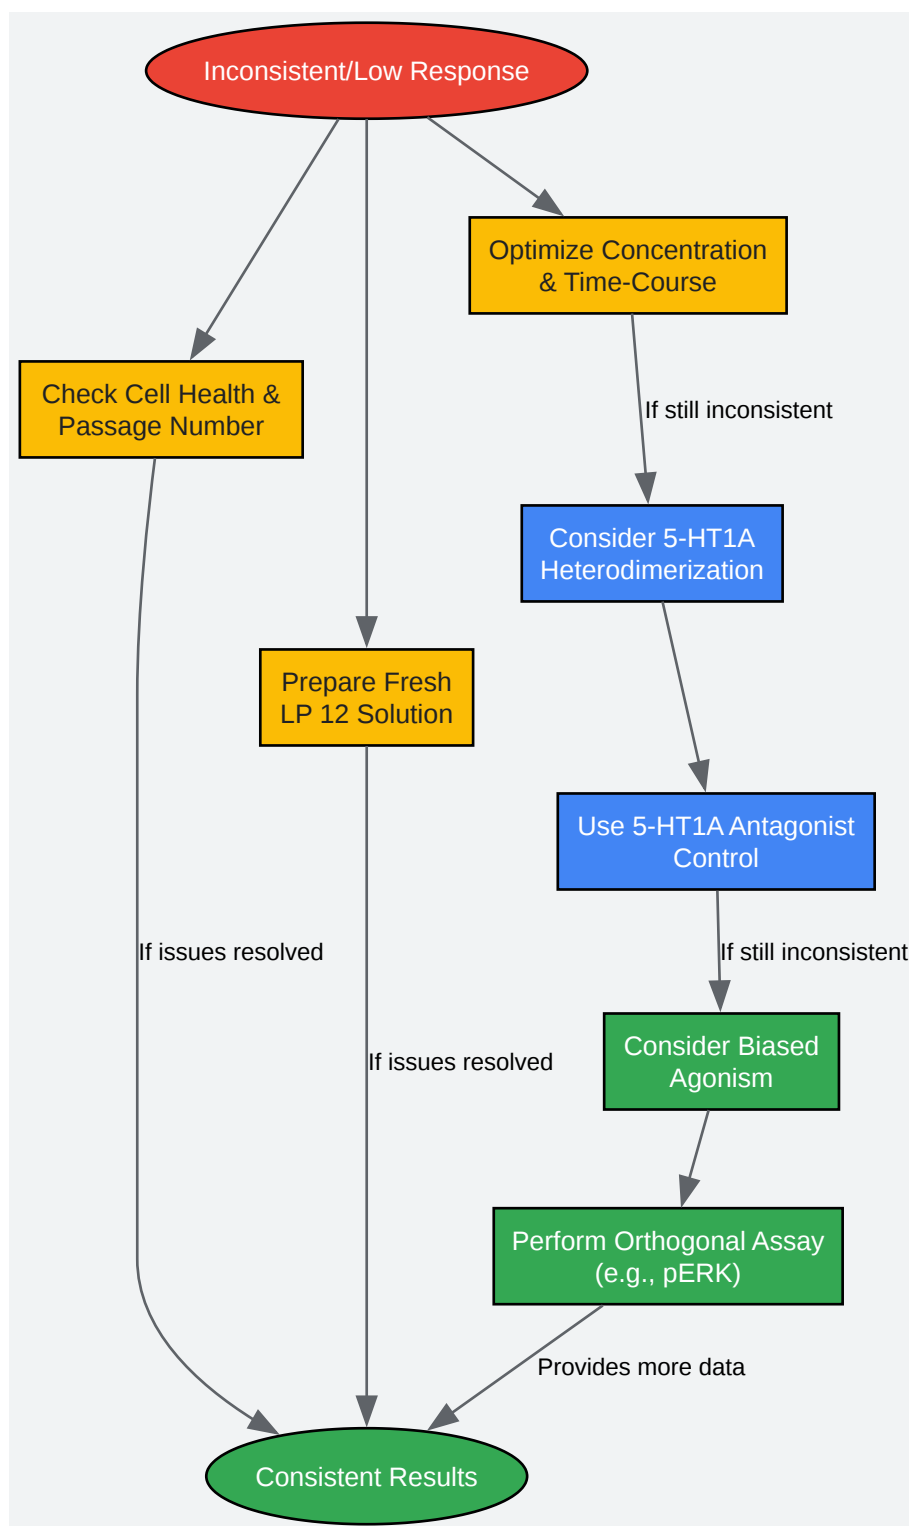 Inconsistent/Low Response
Optimize Concentration
& Time-Course
Check Cell Health &
Passage Number
If still inconsistent
Consider 5-HT1A
Heterodimerization
Prepare Fresh
LP 12 Solution
Use 5-HT1A Antagonist
Control
If issues resolved
If still inconsistent
Consider Biased
Agonism
If issues resolved
Perform Orthogonal Assay
(e.g., pERK)
Provides more data
Consistent Results